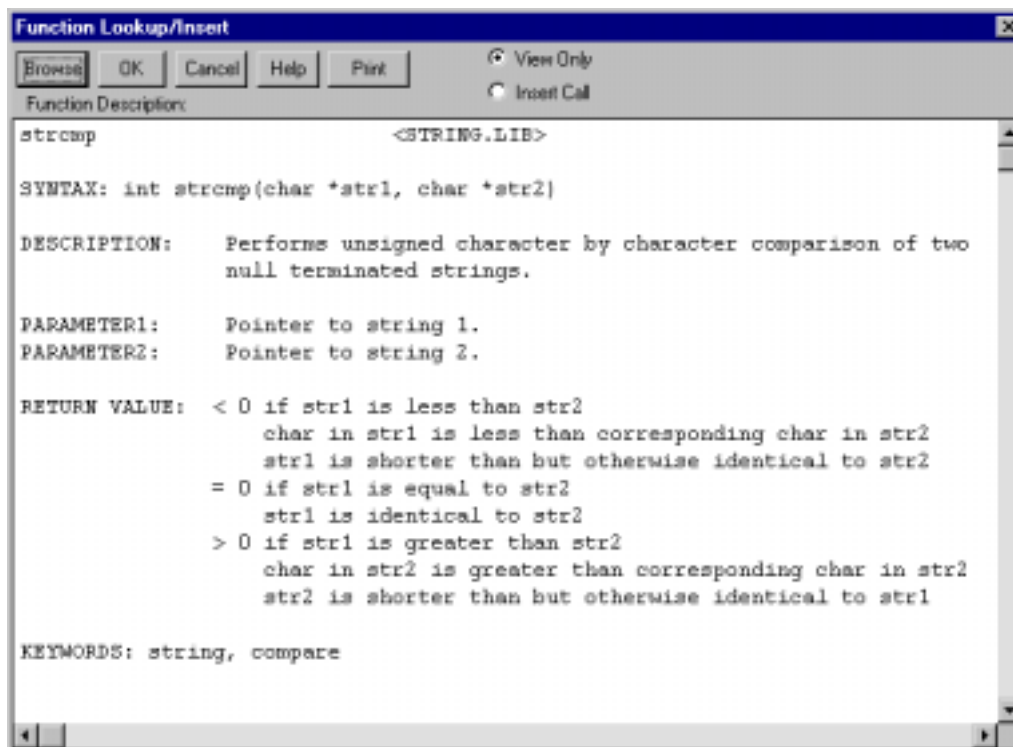 Function Lookup/Insert
Browse OK Cancel Help Print View Only
Insert Call
Function Description:
strcmp <STRING.LIB>
SYNTAX: int strcmp(char *str1, char *str2)
DESCRIPTION: Performs unsigned character by character comparison of two
null terminated strings.
PARAMETER1: Pointer to string 1.
PARAMETER2: Pointer to string 2.
RETURN VALUE: < 0 if str1 is less than str2
char in str1 is less than corresponding char in str2
str1 is shorter than but otherwise identical to str2
= 0 if str1 is equal to str2
str1 is identical to str2
> 0 if str1 is greater than str2
char in str2 is greater than corresponding char in str2
str2 is shorter than but otherwise identical to str1
KEYWORDS: string, compare